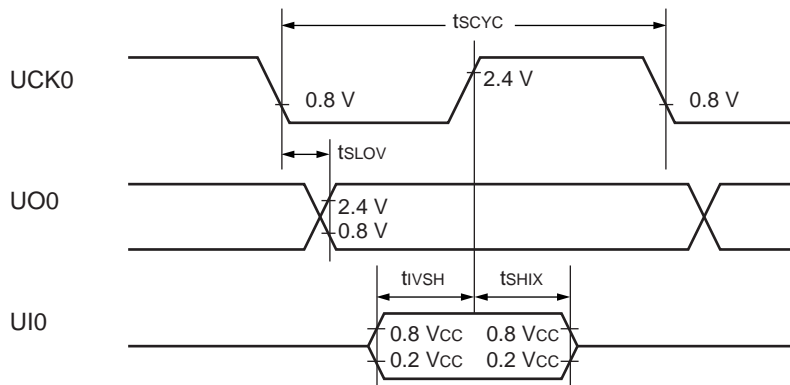 tSCYC
UCK0
2.4 V
0.8 V
0.8 V
tSLOV
UO0
2.4 V
0.8 V
tIVSH
tSHIX
UI0
0.8 VCC
0.8 VCC
0.2 VCC
0.2 VCC